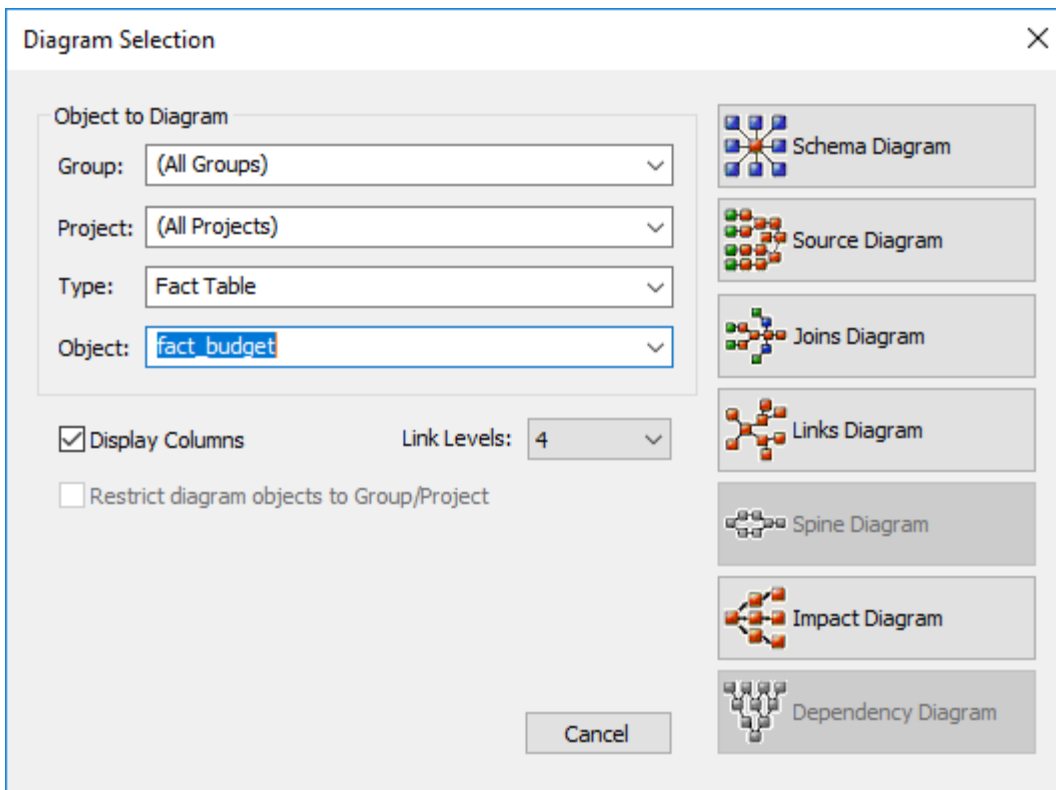 Diagram Selection
Object to Diagram
Group: (All Groups)
Project: (All Projects)
Type: Fact Table
Object: fact_budget
Display Columns Link Levels: 4
Restrict diagram objects to Group/Project
Cancel
Schema Diagram
Source Diagram
Joins Diagram
Links Diagram
Spine Diagram
Impact Diagram
Dependency Diagram